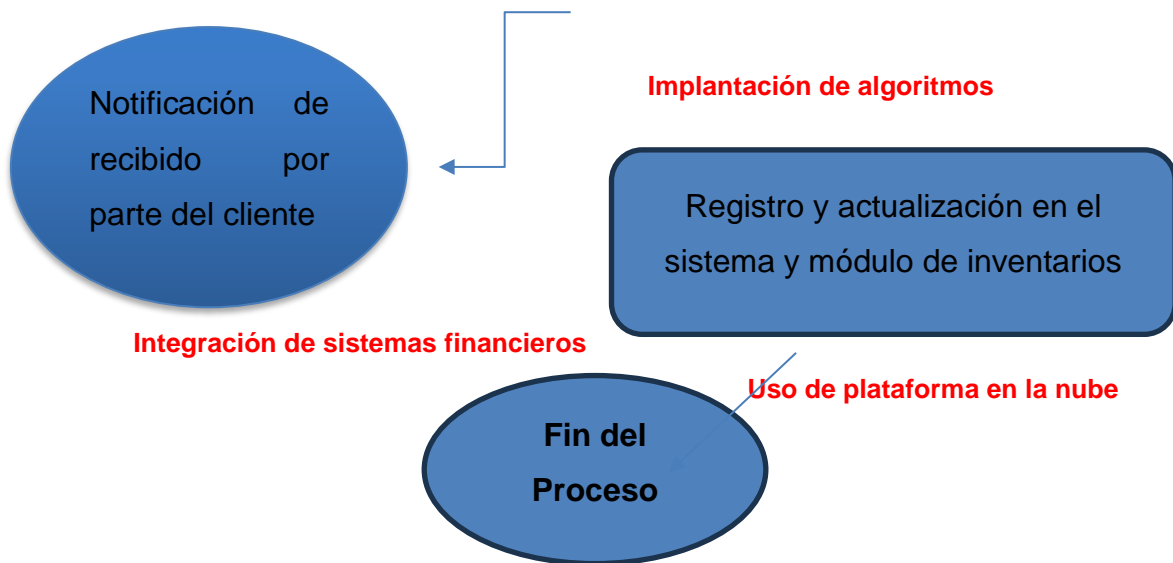 Notificación de
recibido por
parte del cliente
Implantación de algoritmos
Registro y actualización en el
sistema y módulo de inventarios
Integración de sistemas financieros
Uso de plataforma en la nube
Fin del
Proceso